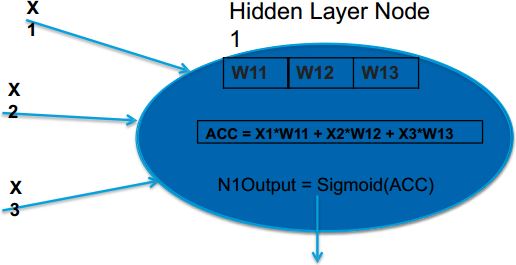 X
1
Hidden Layer Node
1
W11 W12 W13
X
2
ACC = X1*W11 + X2*W12 + X3*W13
X
3
N1Output = Sigmoid(ACC)